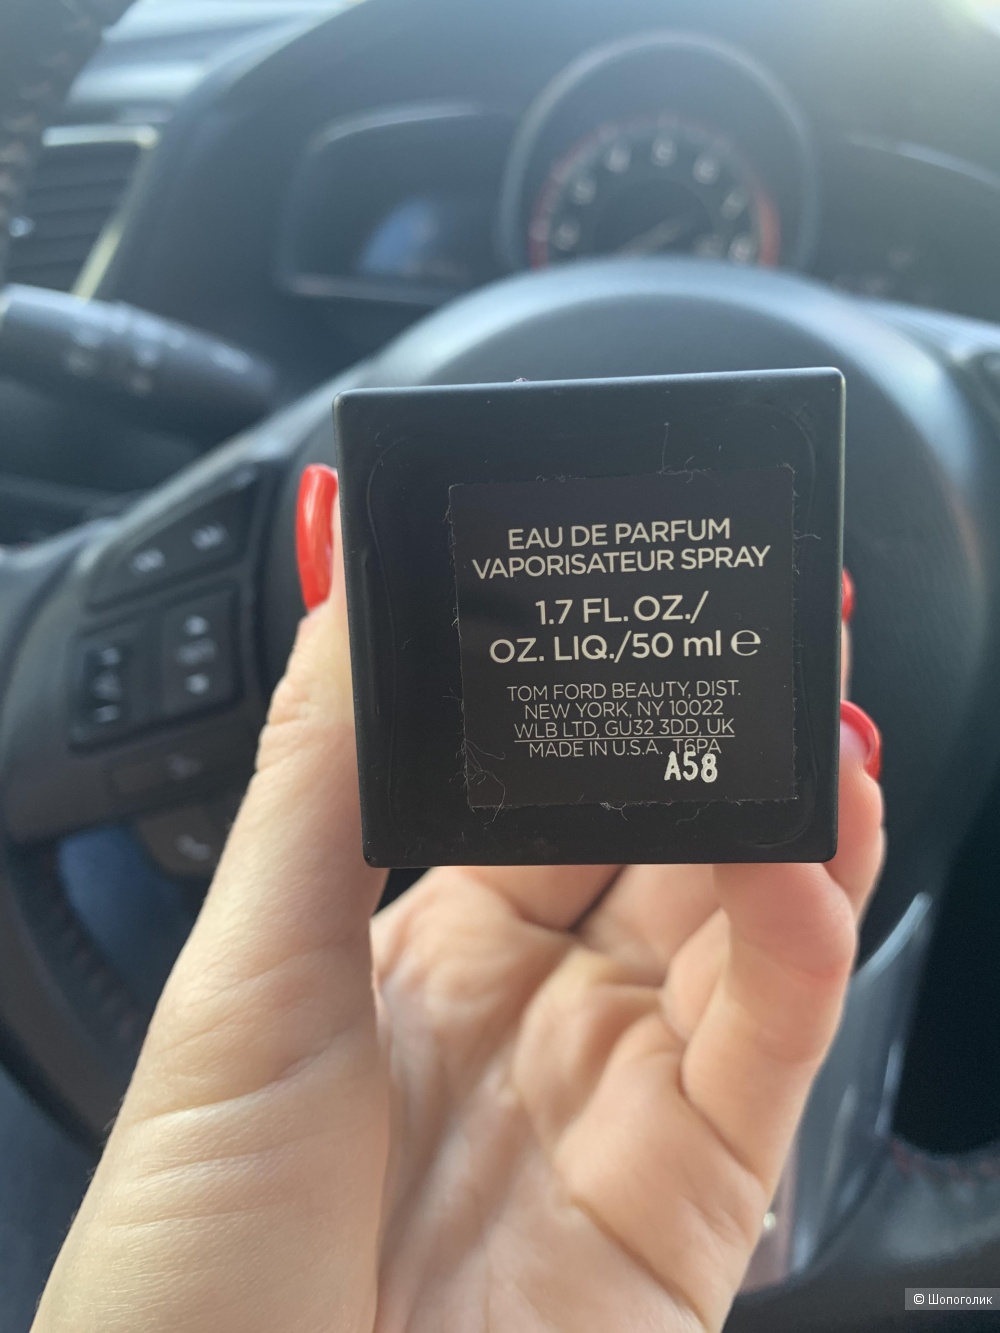 EAU DE PARFUM
VAPORISATEUR SPRAY
1.7 FL. OZ./
OZ. LIQ./50 ml ℮
TOM FORD BEAUTY, DIST.
NEW YORK, NY 10022
WLB LTD, GU32 3DD, UK
MADE IN U.S.A. T6PA
A58
© Шопоголик